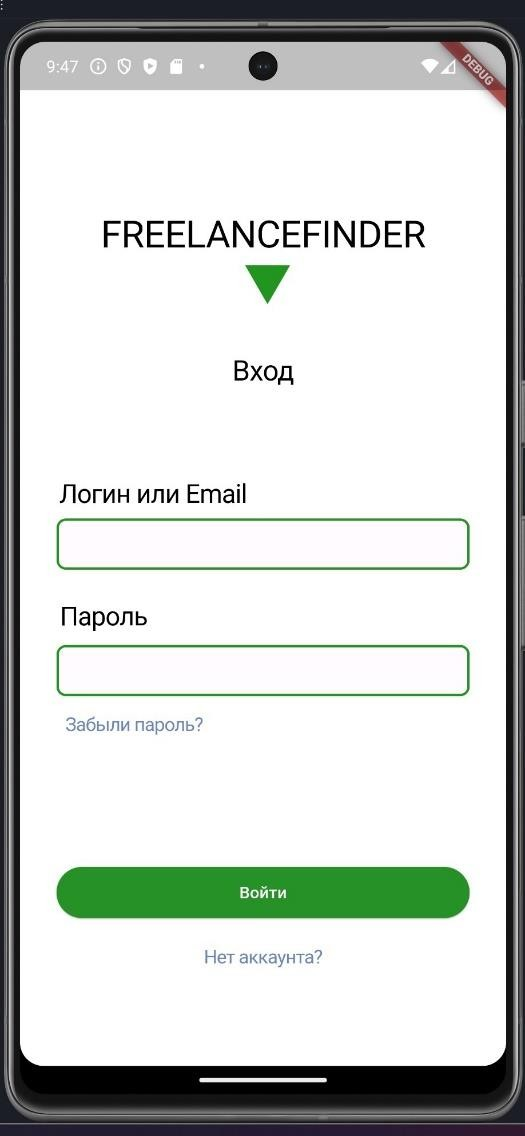 9:47
DEBUG
FREELANCEFINDER
Вход
Логин или Email
Пароль
Забыли пароль?
Войти
Нет аккаунта?